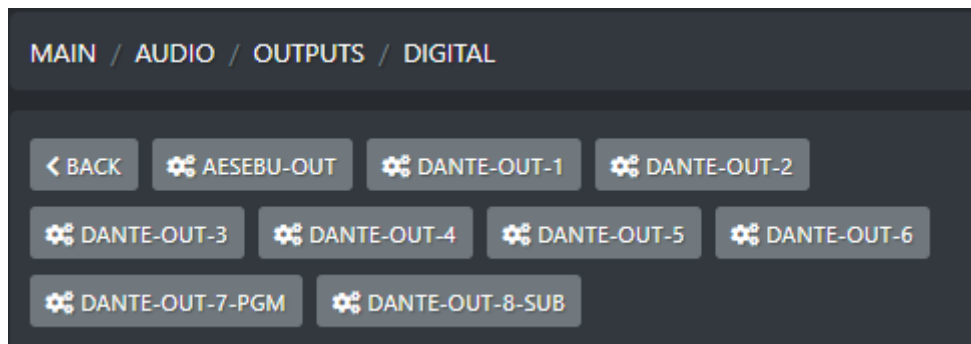 MAIN / AUDIO / OUTPUTS / DIGITAL
BACK AESEBU-OUT DANTE-OUT-1 DANTE-OUT-2
DANTE-OUT-3 DANTE-OUT-4 DANTE-OUT-5 DANTE-OUT-6
DANTE-OUT-7-PGM DANTE-OUT-8-SUB